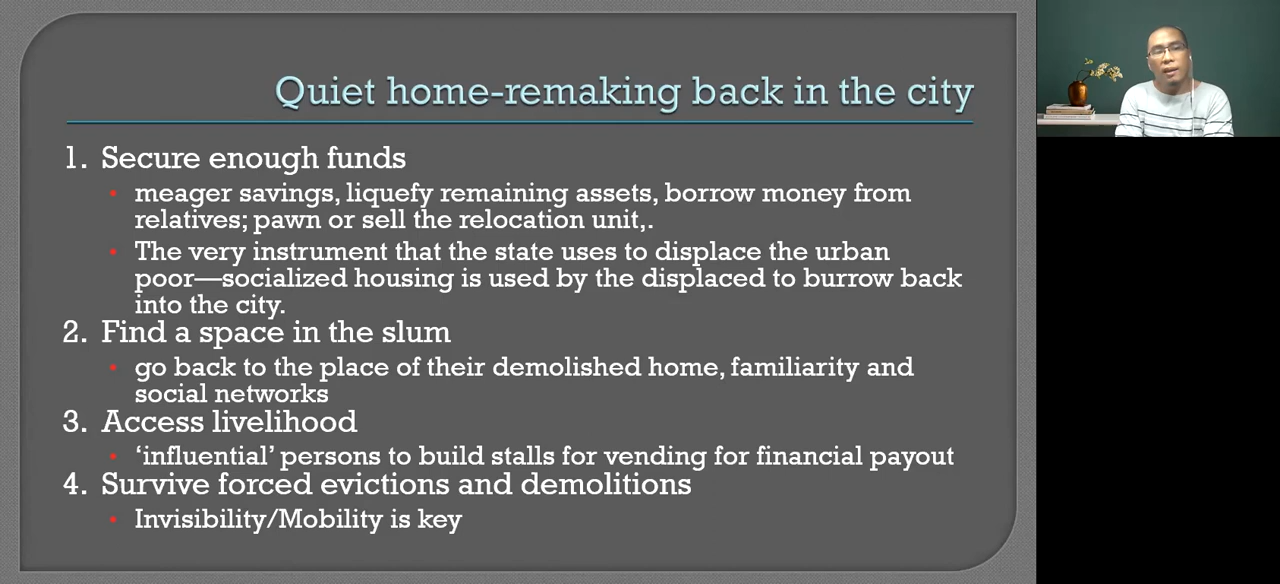 Quiet home-remaking back in the city
1. Secure enough funds
• meager savings, liquefy remaining assets, borrow money from
relatives; pawn or sell the relocation unit,.
• The very instrument that the state uses to displace the urban
poor—socialized housing is used by the displaced to burrow back
into the city.
2. Find a space in the slum
• go back to the place of their demolished home, familiarity and
social networks
3. Access livelihood
• ‘influential’ persons to build stalls for vending for financial payout
4. Survive forced evictions and demolitions
• Invisibility/Mobility is key